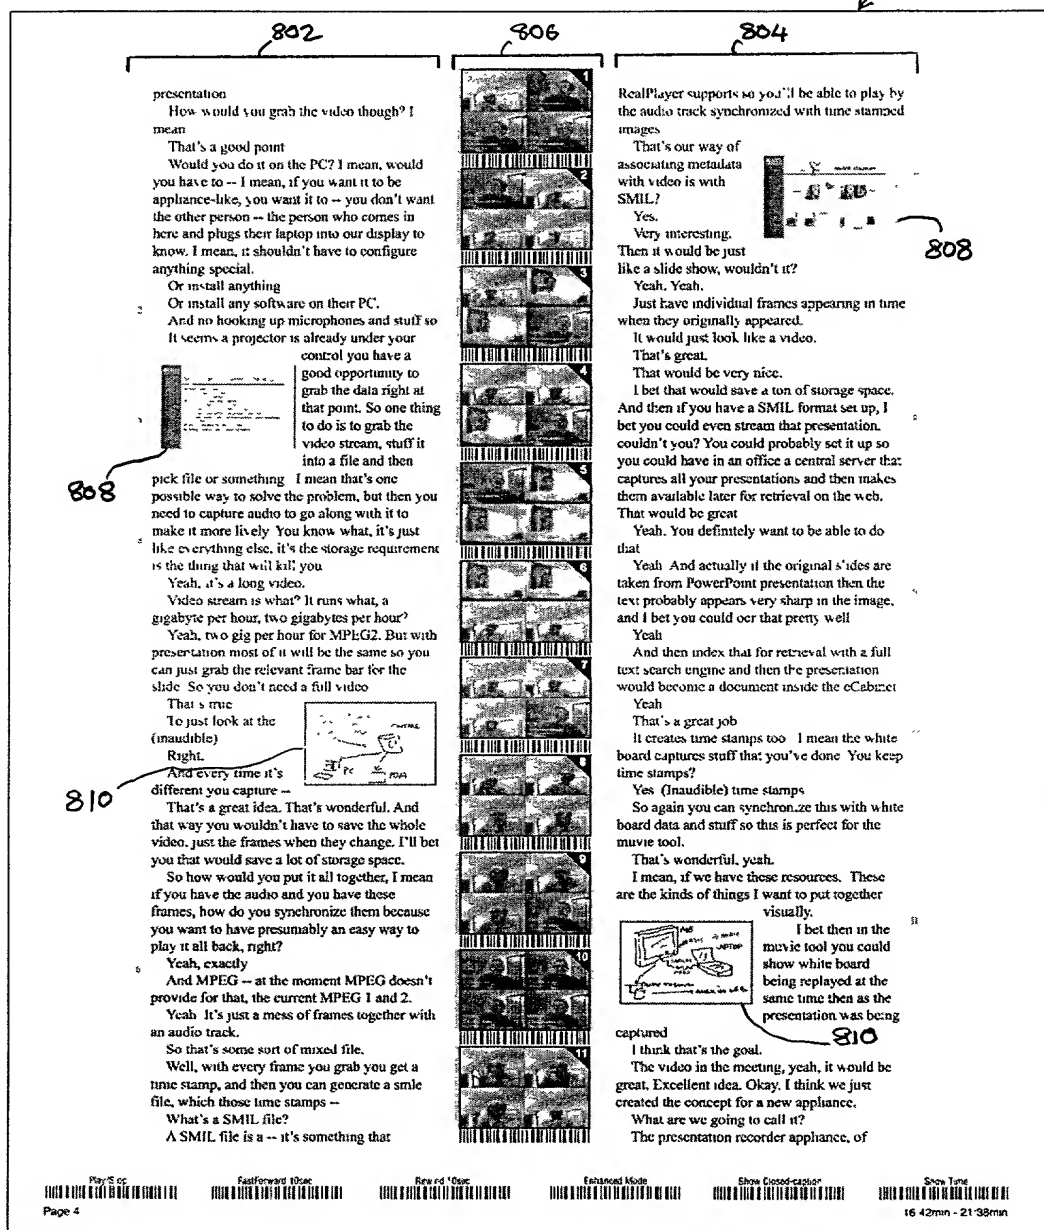 802
806
804
presentation
How would you grab the video though? I
mean
That's a good point
Would you do it on the PC? I mean, would
you have to -- I mean, if you want it to be
appliance-like, you want it to -- you don't want
the other person -- the person who comes in
here and plugs their laptop into our display to
know. I mean, it shouldn't have to configure
anything special.
Or install anything
Or install any software on their PC.
And no hooking up microphones and stuff so
It seems a projector is already under your
control you have a
good opportunity to
grab the data right at
that point. So one thing
to do is to grab the
video stream, stuff it
into a file and then
808
pick file or something I mean that's one
possible way to solve the problem, but then you
need to capture audio to go along with it to
make it more lively You know what, it's just
like everything else, it's the storage requirement
is the thing that will kill you
Yeah, it's a long video.
Video stream is what? It runs what, a
gigabyte per hour, two gigabytes per hour?
Yeah, two gig per hour for MPEG2. But with
presentation most of it will be the same so you
can just grab the relevant frame bar for the
slide So you don't need a full video
That s true
To just look at the
(inaudible)
Right.
And every time it's
different you capture --
PC
PDA
810
That's a great idea. That's wonderful. And
that way you wouldn't have to save the whole
video, just the frames when they change. I'll bet
you that would save a lot of storage space.
So how would you put it all together, I mean
if you have the audio and you have these
frames, how do you synchronize them because
you want to have presumably an easy way to
play it all back, right?
Yeah, exactly
And MPEG -- at the moment MPEG doesn't
provide for that, the current MPEG 1 and 2.
Yeah It's just a mess of frames together with
an audio track.
So that's some sort of mixed file.
Well, with every frame you grab you get a
time stamp, and then you can generate a smle
file, which those time stamps --
What's a SMIL file?
A SMIL file is a -- it's something that
1
2
3
4
5
6
7
8
9
10
11
RealPlayer supports so you'll be able to play by
the audio track synchronized with time stamped
images
That's our way of
associating metadata
with video is with
SMIL?
Yes.
Very interesting.
Then it would be just
808
like a slide show, wouldn't it?
Yeah. Yeah.
Just have individual frames appearing in time
when they originally appeared.
It would just look like a video.
That's great.
That would be very nice.
I bet that would save a ton of storage space.
And then if you have a SMIL format set up, I
bet you could even stream that presentation,
couldn't you? You could probably set it up so
you could have in an office a central server that
captures all your presentations and then makes
them available later for retrieval on the web.
That would be great
Yeah. You definitely want to be able to do
that
Yeah And actually if the original slides are
taken from PowerPoint presentation then the
text probably appears very sharp in the image,
and I bet you could ocr that pretty well
Yeah
And then index that for retrieval with a full
text search engine and then the presentation
would become a document inside the eCabinet
Yeah
That's a great job
It creates time stamps too I mean the white
board captures stuff that you've done You keep
time stamps?
Yes (Inaudible) time stamps
So again you can synchronize this with white
board data and stuff so this is perfect for the
muvie tool.
That's wonderful, yeah.
I mean, if we have these resources. These
are the kinds of things I want to put together
visually.
I bet then in the
muvie tool you could
show white board
being replayed at the
same time then as the
presentation was being
LAPTOP
captured
810
I think that's the goal.
The video in the meeting, yeah, it would be
great. Excellent idea. Okay. I think we just
created the concept for a new appliance.
What are we going to call it?
The presentation recorder appliance, of
Play/Stop
FastForward 10sec
Rewind 10sec
Enhanced Mode
Show Closed-caption
Show Time
Page 4
16 42min - 21:38min